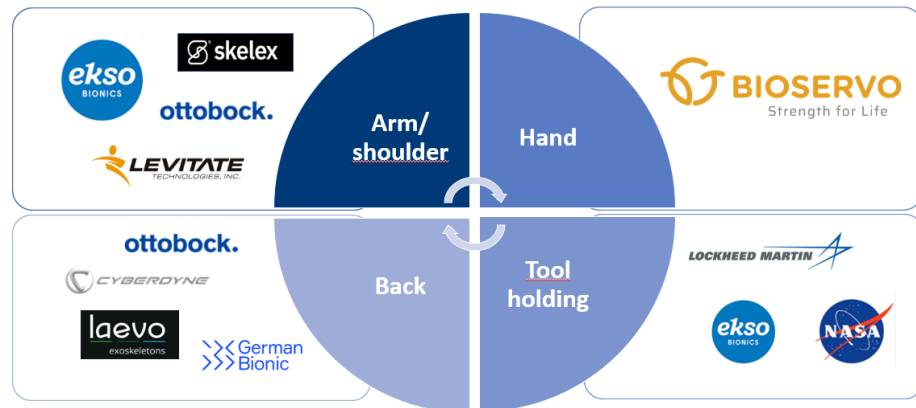 ekso
BIONICS
skelex
ottobock.
LEVITATE
TECHNOLOGIES, INC.
Arm/
shoulder
Hand
BIOSERVO
Strength for Life
ottobock.
CYBERDYNE
laevo
exoskeletons
German
Bionic
Back
Tool
holding
LOCKHEED MARTIN
ekso
BIONICS
NASA